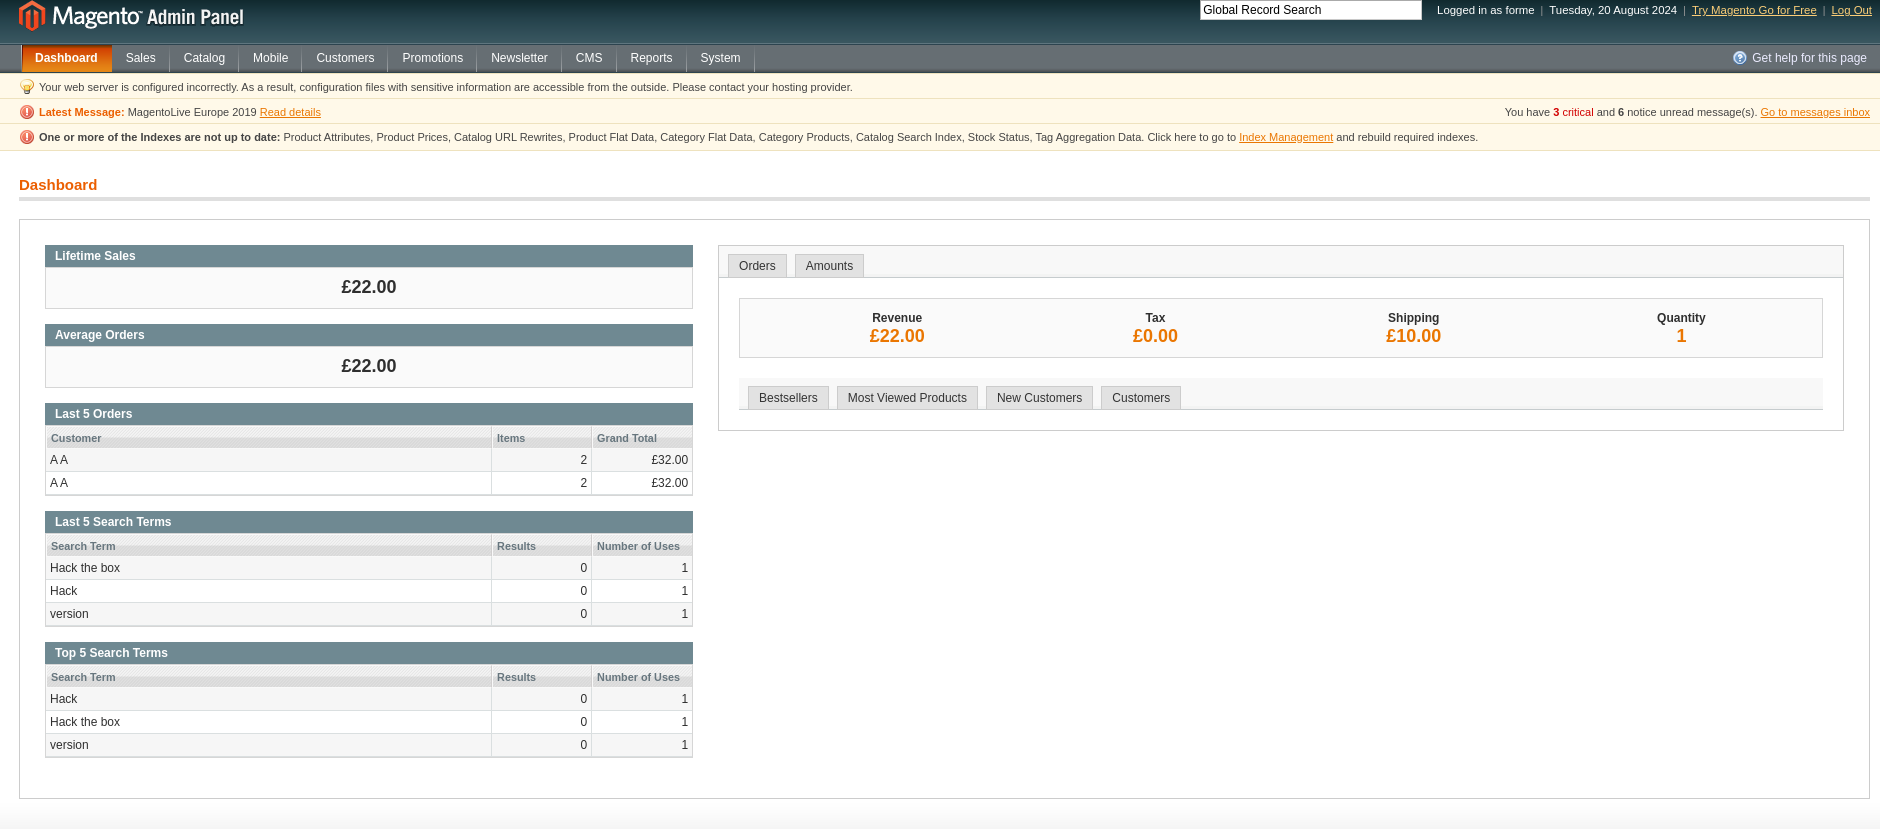 Magento™ Admin Panel
Global Record Search
Logged in as forme | Tuesday, 20 August 2024 | Try Magento Go for Free | Log Out
Dashboard Sales Catalog Mobile Customers Promotions Newsletter CMS Reports System
Get help for this page
Your web server is configured incorrectly. As a result, configuration files with sensitive information are accessible from the outside. Please contact your hosting provider.
Latest Message: MagentoLive Europe 2019 Read details
You have 3 critical and 6 notice unread message(s). Go to messages inbox
One or more of the Indexes are not up to date: Product Attributes, Product Prices, Catalog URL Rewrites, Product Flat Data, Category Flat Data, Category Products, Catalog Search Index, Stock Status, Tag Aggregation Data. Click here to go to Index Management and rebuild required indexes.
Dashboard
Lifetime Sales
£22.00
Average Orders
£22.00
Last 5 Orders
Customer Items Grand Total
A A 2 £32.00
A A 2 £32.00
Last 5 Search Terms
Search Term Results Number of Uses
Hack the box 0 1
Hack 0 1
version 0 1
Top 5 Search Terms
Search Term Results Number of Uses
Hack 0 1
Hack the box 0 1
version 0 1
Orders Amounts
Revenue Tax Shipping Quantity
£22.00 £0.00 £10.00 1
Bestsellers Most Viewed Products New Customers Customers